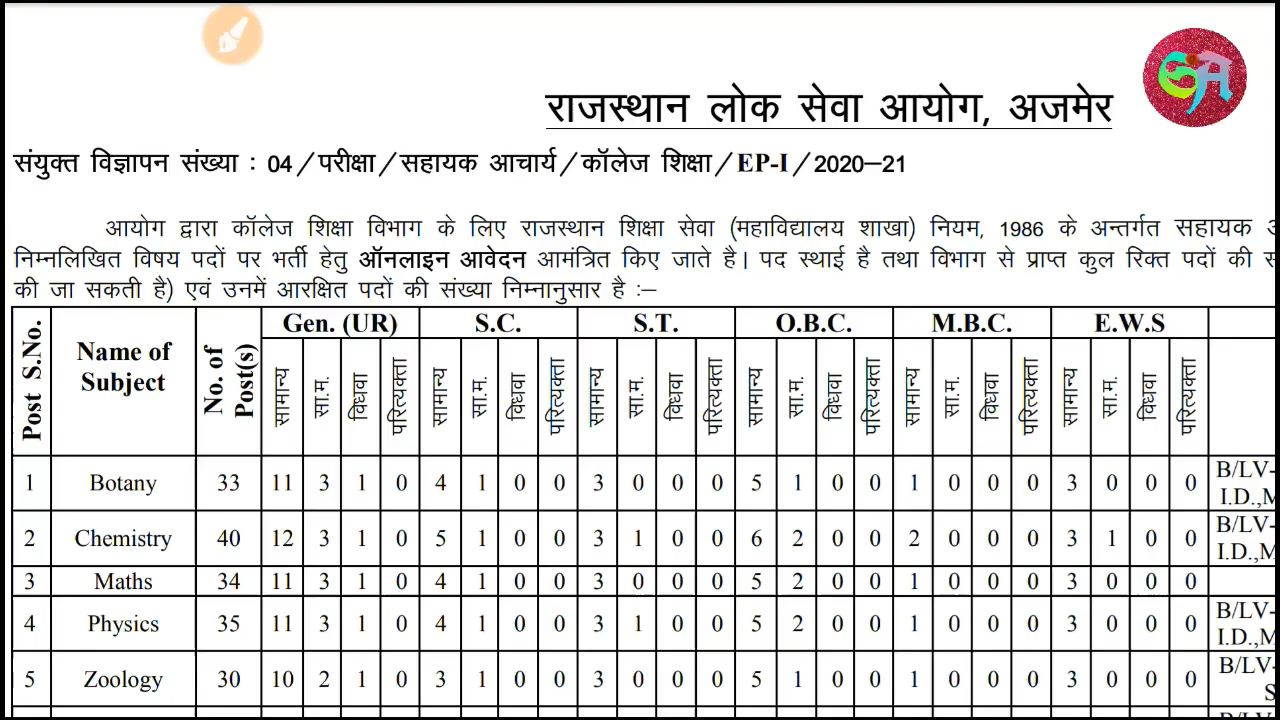 राजस्थान लोक सेवा आयोग, अजमेर
संयुक्त विज्ञापन संख्या : 04/परीक्षा/सहायक आचार्य/कॉलेज शिक्षा/EP-I/2020–21
आयोग द्वारा कॉलेज शिक्षा विभाग के लिए राजस्थान शिक्षा सेवा (महाविद्यालय शाखा) नियम, 1986 के अन्तर्गत सहायक
निम्नलिखित विषय पदों पर भर्ती हेतु ऑनलाइन आवेदन आमंत्रित किए जाते है। पद स्थाई है तथा विभाग से प्राप्त कुल रिक्त पदों की
की जा सकती है) एवं उनमें आरक्षित पदों की संख्या निम्नानुसार है :–
Post S.No. Name of Subject No. of Post(s) Gen. (UR) S.C. S.T. O.B.C. M.B.C. E.W.S
सामान्य सा.म. विधवा परित्यक्ता सामान्य सा.म. विधवा परित्यक्ता सामान्य सा.म. विधवा परित्यक्ता सामान्य सा.म. विधवा परित्यक्ता सामान्य सा.म. विधवा परित्यक्ता सामान्य सा.म. विधवा परित्यक्ता
1 Botany 33 11 3 1 0 4 1 0 0 3 0 0 0 5 1 0 0 1 0 0 0 3 0 0 0 B/LV- I.D.,M
2 Chemistry 40 12 3 1 0 5 1 0 0 3 1 0 0 6 2 0 0 2 0 0 0 3 1 0 0 B/LV- I.D.,M
3 Maths 34 11 3 1 0 4 1 0 0 3 0 0 0 5 2 0 0 1 0 0 0 3 0 0 0
4 Physics 35 11 3 1 0 4 1 0 0 3 1 0 0 5 2 0 0 1 0 0 0 3 0 0 0 B/LV- I.D.,M
5 Zoology 30 10 2 1 0 3 1 0 0 3 0 0 0 5 1 0 0 1 0 0 0 3 0 0 0 B/LV- S